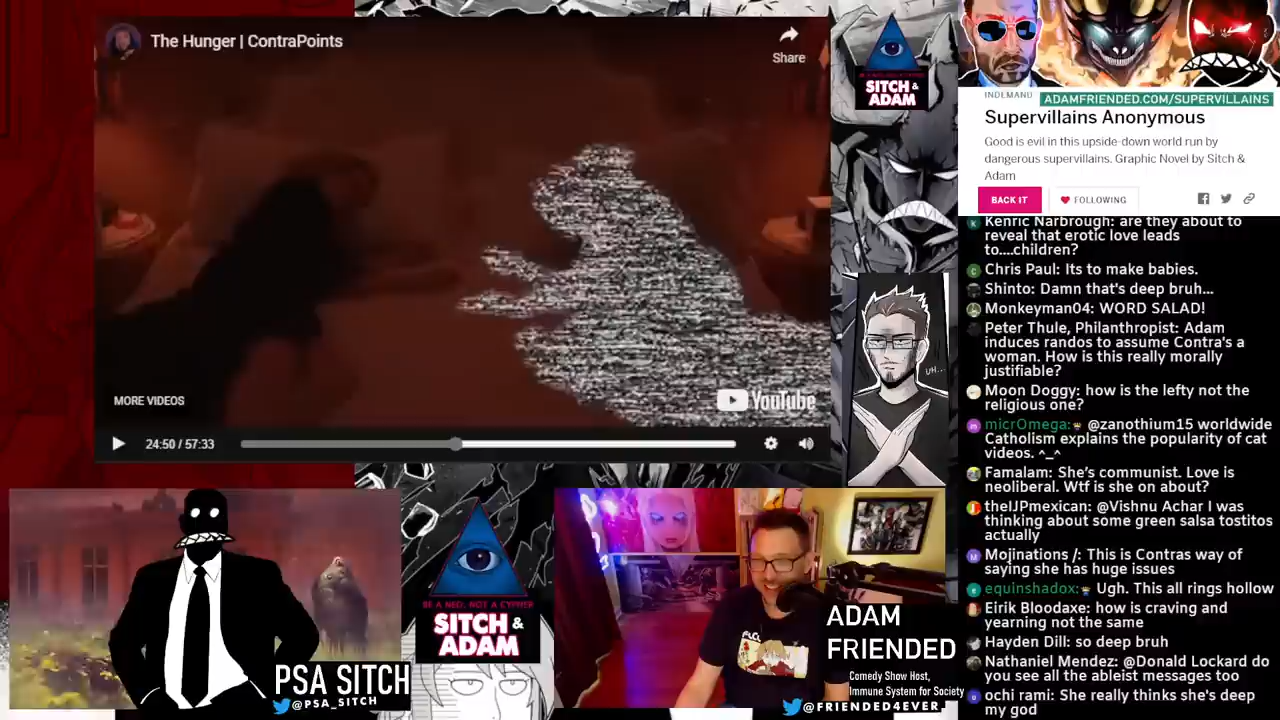 The Hunger | ContraPoints
Share
MORE VIDEOS
YouTube
24:50 / 57:33
BE A NEO, NOT A CYPHER
SITCH &
ADAM
UH...
INDEMAND
ADAMFRIENDED.COM/SUPERVILLAINS
Supervillains Anonymous
Good is evil in this upside-down world run by
dangerous supervillains. Graphic Novel by Sitch &
Adam
BACK IT
FOLLOWING
Kenric Narbrough: are they about to
reveal that erotic love leads
to....children?
Chris Paul: Its to make babies.
Shinto: Damn that's deep bruh...
Monkeyman04: WORD SALAD!
Peter Thule, Philanthropist: Adam
induces randos to assume Contra's a
woman. How is this really morally
justifiable?
Moon Doggy: how is the lefty not the
religious one?
micrOmega: @zanothium15 worldwide
Catholism explains the popularity of cat
videos. ^_^
Famalam: She’s communist. Love is
neoliberal. Wtf is she on about?
theIJPmexican: @Vishnu Achar I was
thinking about some green salsa tostitos
actually
Mojinations /: This is Contras way of
saying she has huge issues
equinshadox: Ugh. This all rings hollow
Eirik Bloodaxe: how is craving and
yearning not the same
Hayden Dill: so deep bruh
Nathaniel Mendez: @Donald Lockard do
you see all the ableist messages too
ochi rami: She really thinks she's deep
my god
PSA SITCH
@PSA_SITCH
BE A NEO, NOT A CYPHER
SITCH &
ADAM
ADAM
FRIENDED
Comedy Show Host,
Immune System for Society
@FRIENDED4EVER